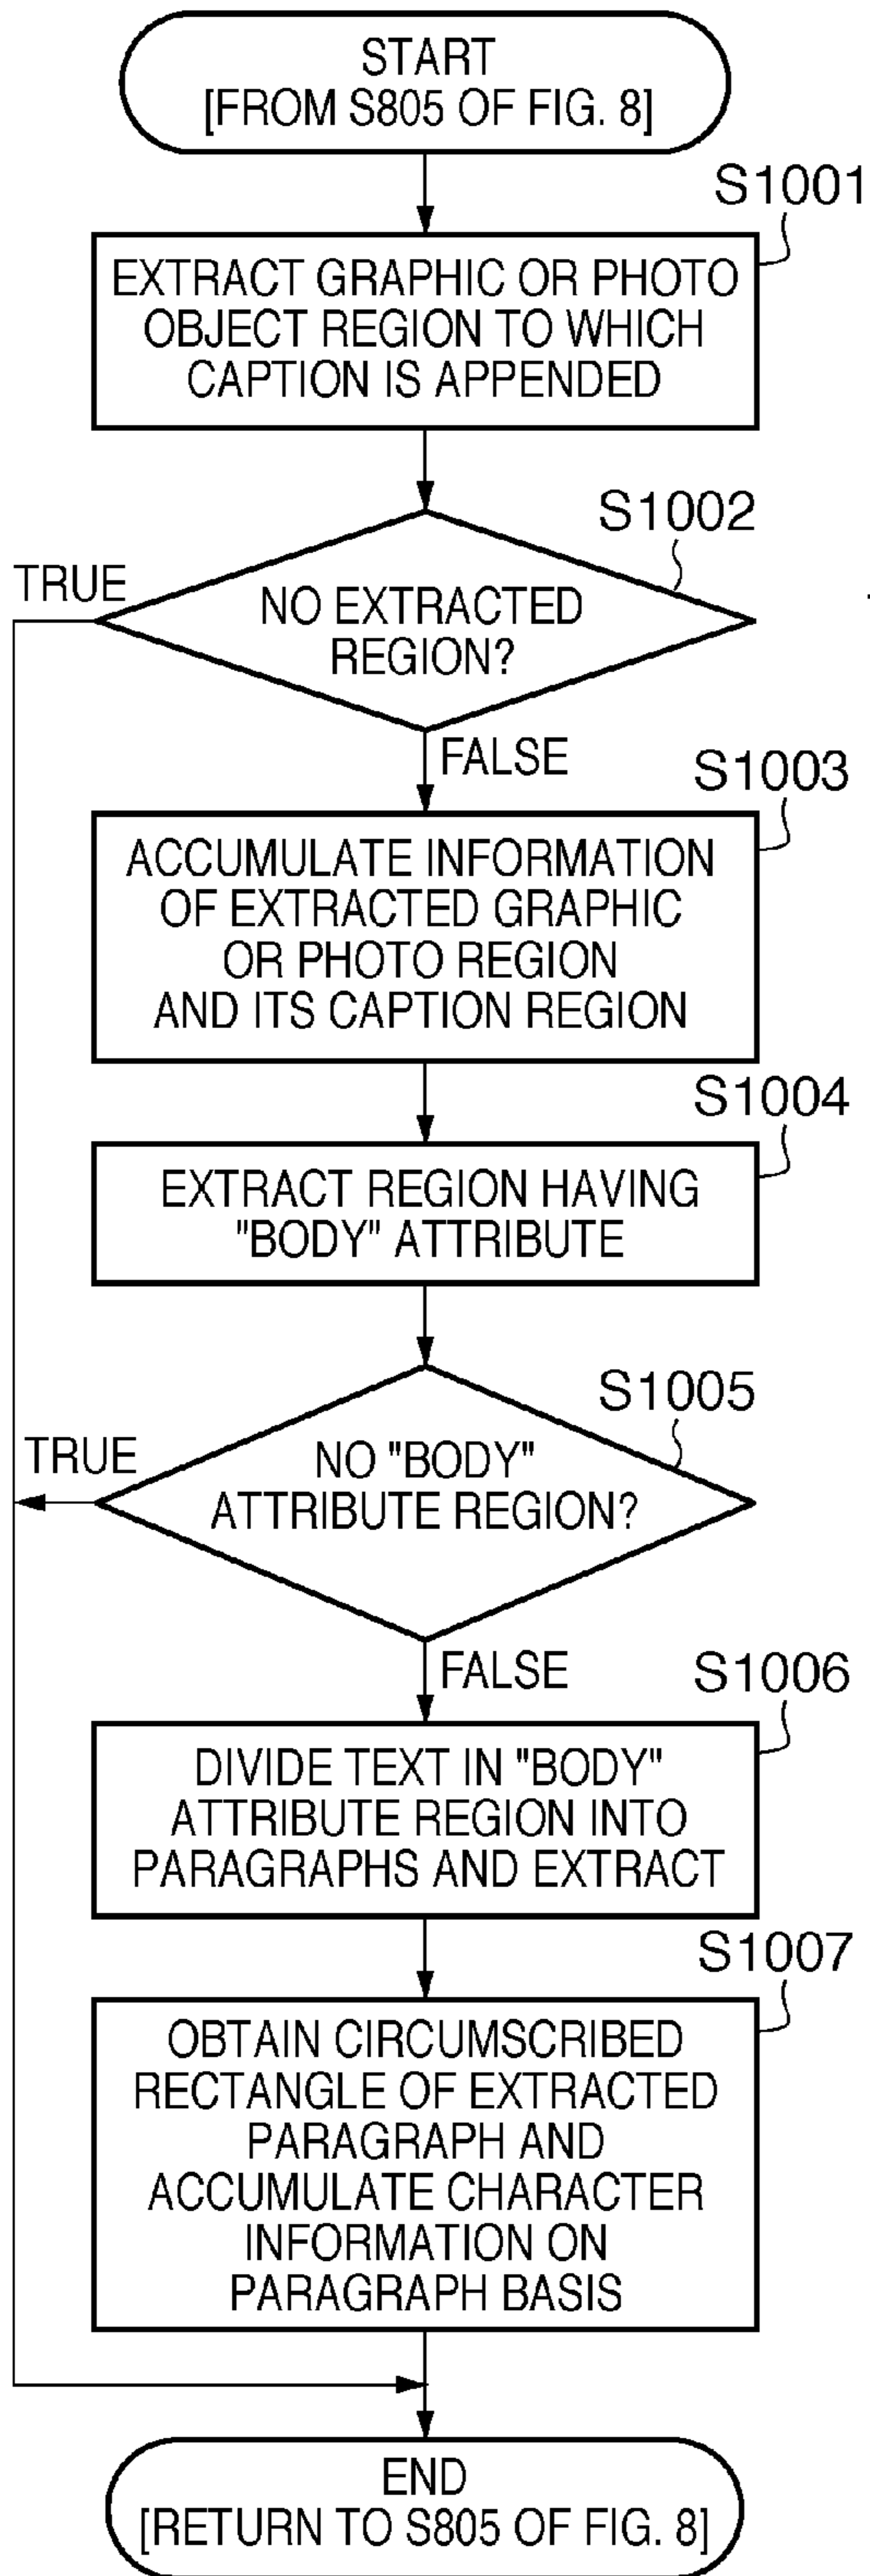 START
[FROM S805 OF FIG. 8]
S1001
EXTRACT GRAPHIC OR PHOTO
OBJECT REGION TO WHICH
CAPTION IS APPENDED
S1002
TRUE
NO EXTRACTED
REGION?
FALSE
S1003
ACCUMULATE INFORMATION
OF EXTRACTED GRAPHIC
OR PHOTO REGION
AND ITS CAPTION REGION
S1004
EXTRACT REGION HAVING
"BODY" ATTRIBUTE
S1005
TRUE
NO "BODY"
ATTRIBUTE REGION?
FALSE
S1006
DIVIDE TEXT IN "BODY"
ATTRIBUTE REGION INTO
PARAGRAPHS AND EXTRACT
S1007
OBTAIN CIRCUMSCRIBED
RECTANGLE OF EXTRACTED
PARAGRAPH AND
ACCUMULATE CHARACTER
INFORMATION ON
PARAGRAPH BASIS
END
[RETURN TO S805 OF FIG. 8]